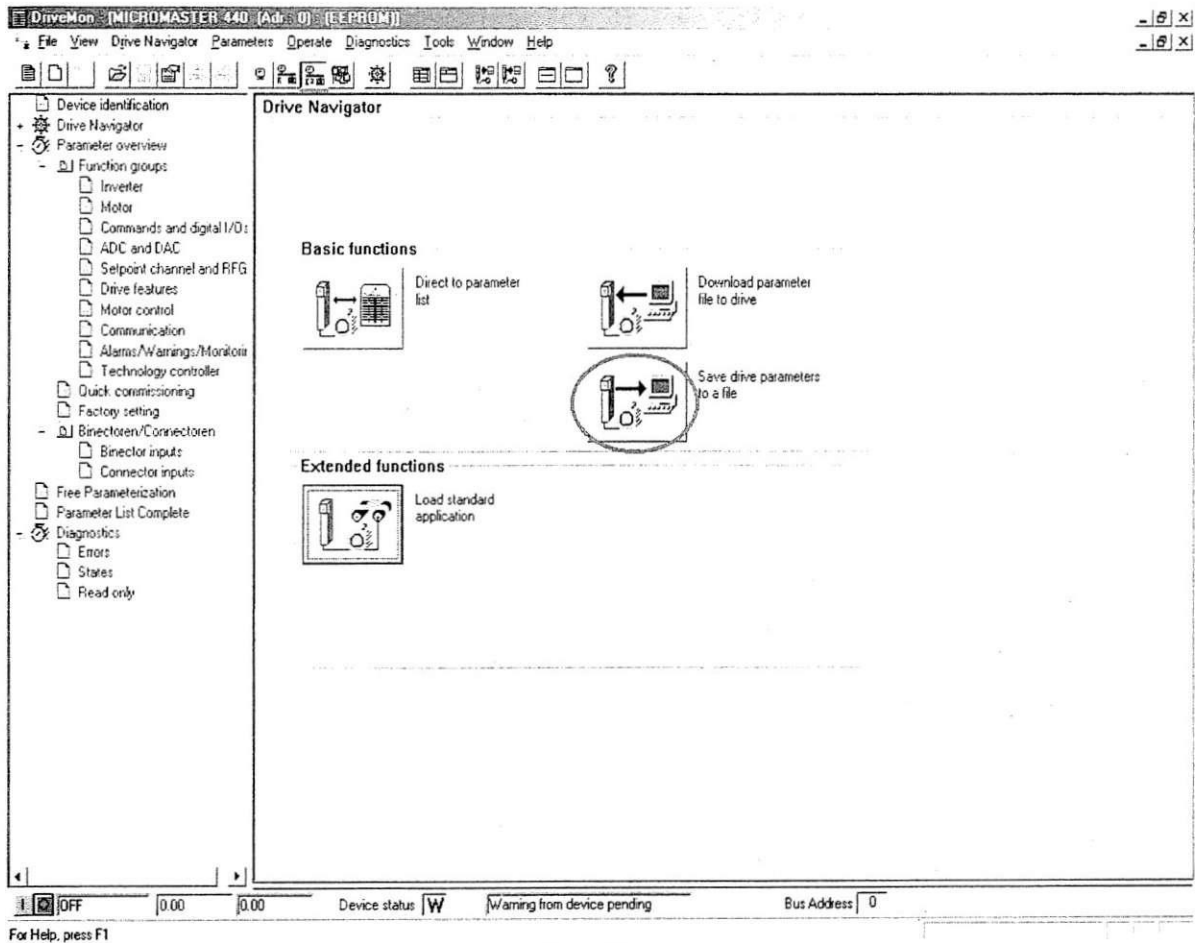 DriveMon - [MICROMASTER 440 (Adr.: 0) : (EEPROM)]
File View Drive Navigator Parameters Operate Diagnostics Tools Window Help
Device identification
Drive Navigator
Parameter overview
Function groups
Inverter
Motor
Commands and digital I/Os
ADC and DAC
Setpoint channel and RFG
Drive features
Motor control
Communication
Alarms/Warnings/Monitorin
Technology controller
Quick commissioning
Factory setting
Binectoren/Connectoren
Binector inputs
Connector inputs
Free Parameterization
Parameter List Complete
Diagnostics
Errors
States
Read only
Drive Navigator
Basic functions
Direct to parameter
list
Download parameter
file to drive
Save drive parameters
to a file
Extended functions
Load standard
application
OFF 0.00 0.00 Device status W Warning from device pending Bus Address 0
For Help, press F1